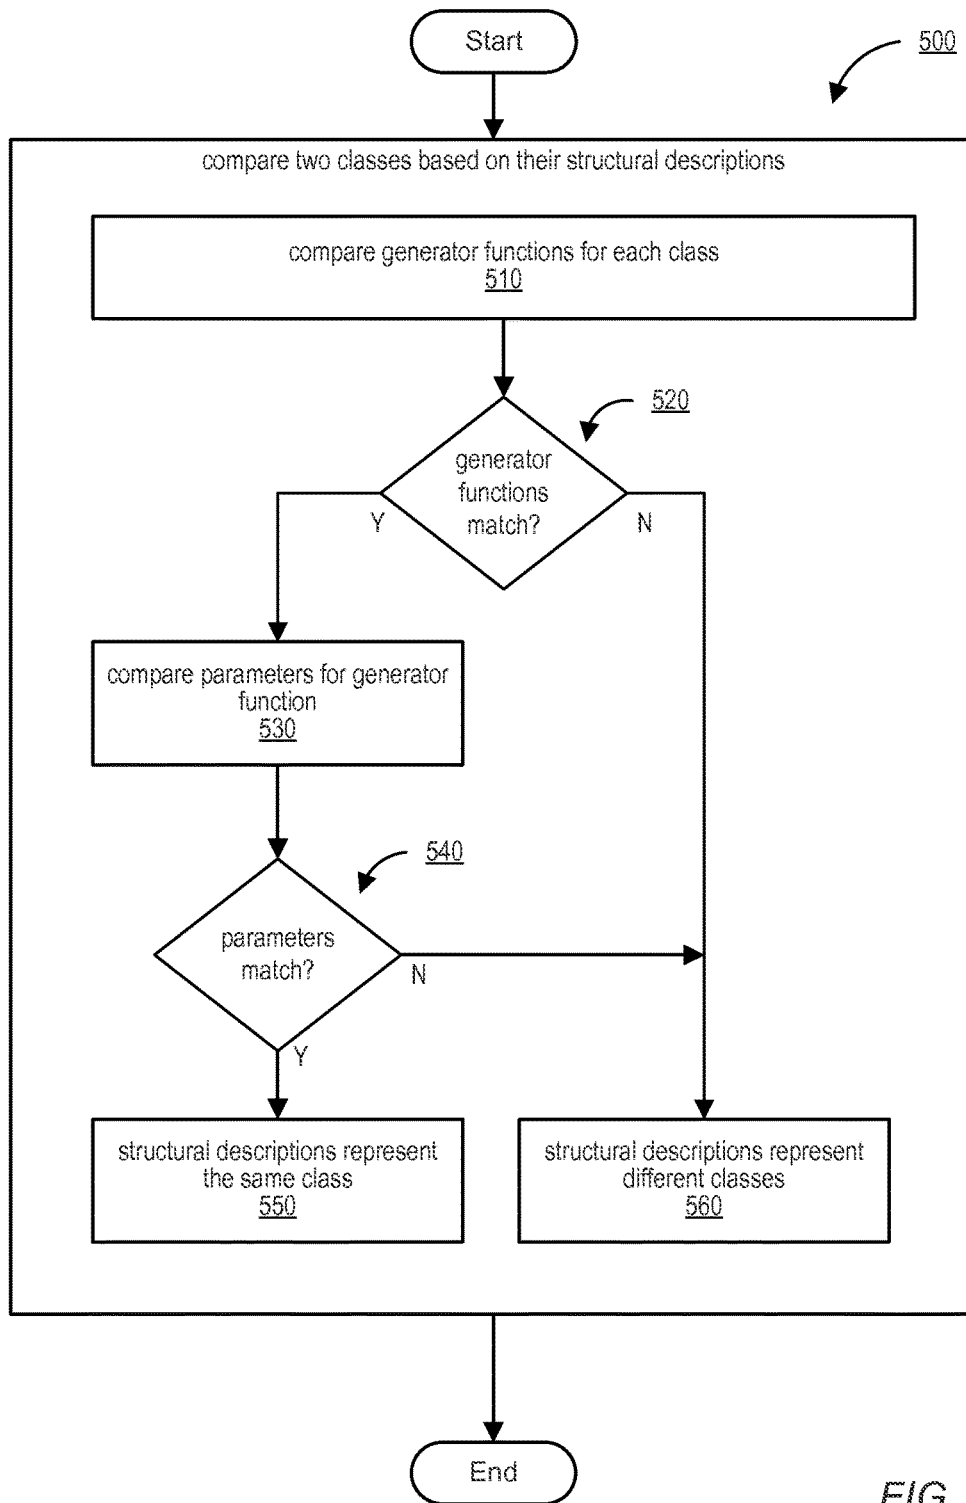 Start
500
compare two classes based on their structural descriptions
compare generator functions for each class
510
520
generator
functions
match?
Y
N
compare parameters for generator
function
530
540
parameters
match?
N
Y
structural descriptions represent
the same class
550
structural descriptions represent
different classes
560
End
FIG